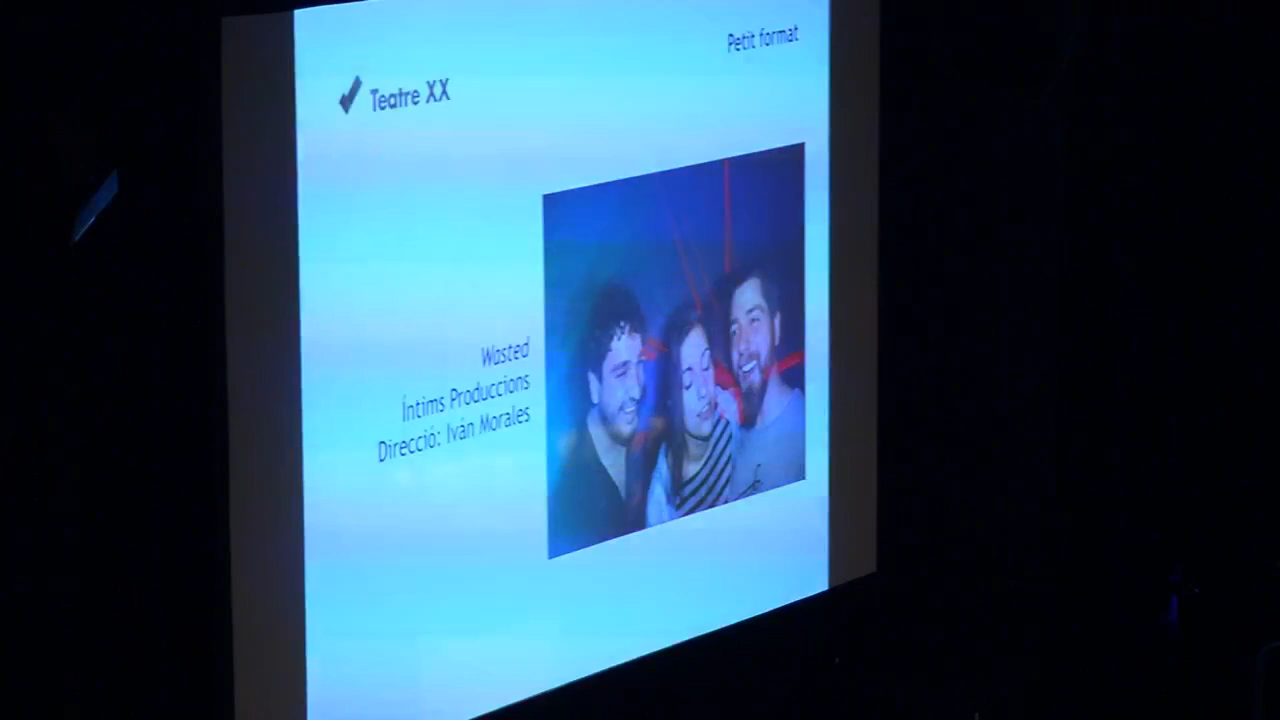 Petit format
Teatre XX
Wasted
Íntims Produccions
Direcció: Iván Morales